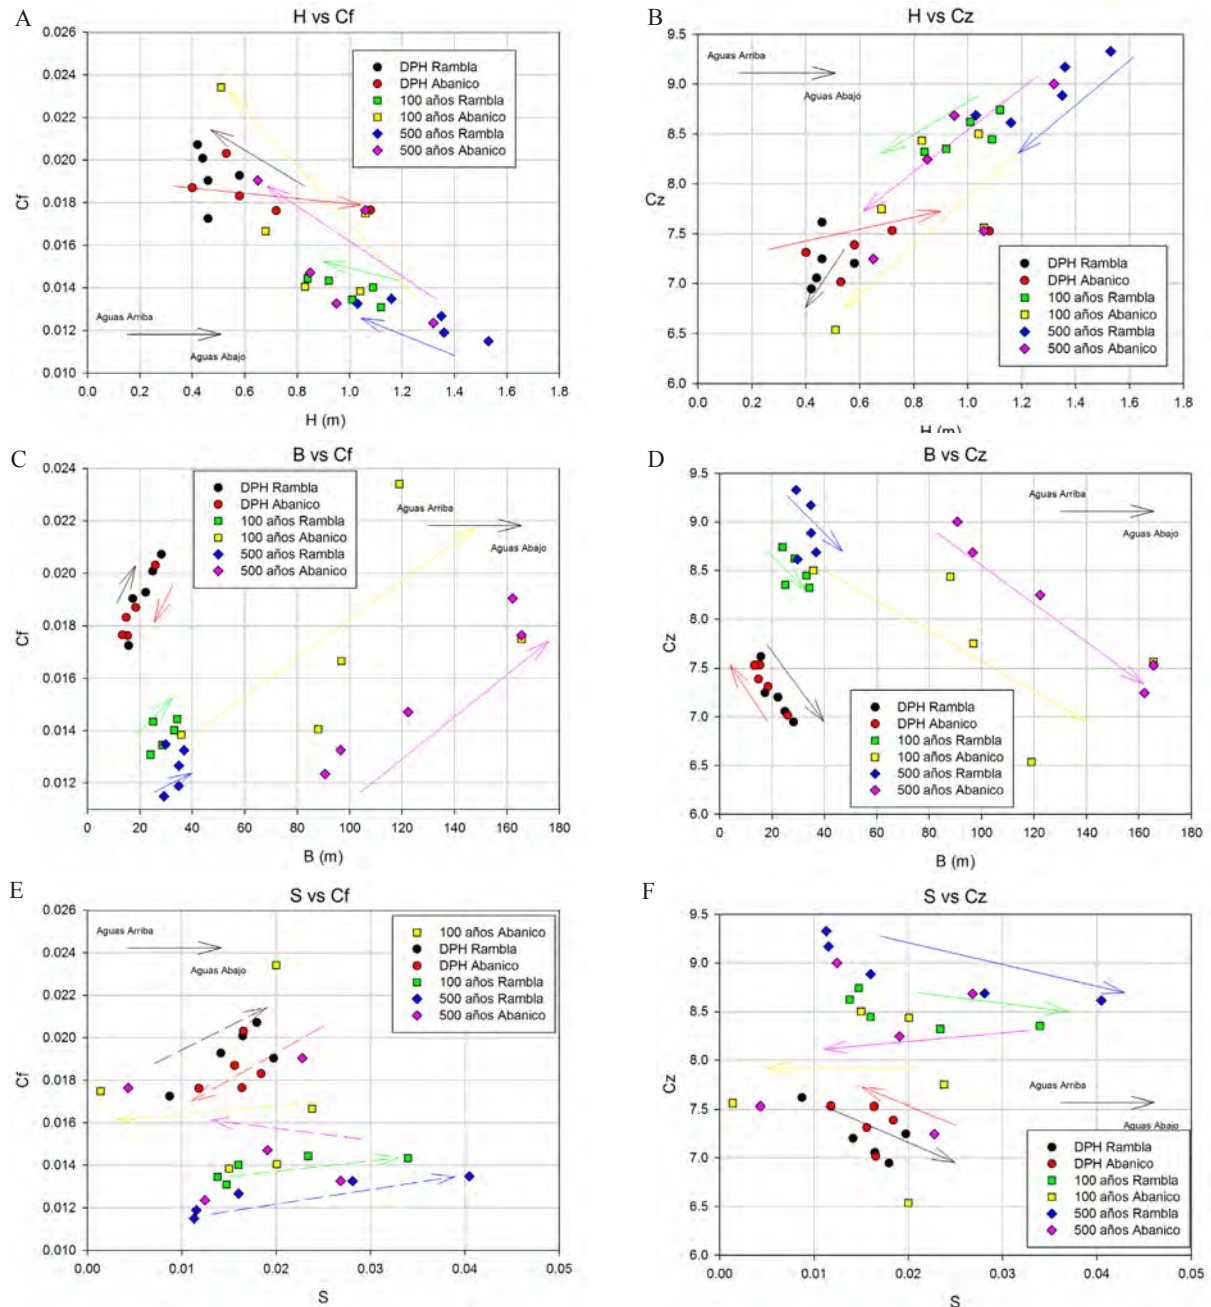 A
H vs Cf
0.026
0.024
0.022
0.020
0.018
0.016
0.014
0.012
0.010
Cf
DPH Rambla
DPH Abanico
100 años Rambla
100 años Abanico
500 años Rambla
500 años Abanico
Aguas Arriba
Aguas Abajo
0.0 0.2 0.4 0.6 0.8 1.0 1.2 1.4 1.6 1.8
H (m)
B
H vs Cz
9.5
9.0
8.5
8.0
7.5
7.0
6.5
6.0
Cz
Aguas Arriba
Aguas Abajo
DPH Rambla
DPH Abanico
100 años Rambla
100 años Abanico
500 años Rambla
500 años Abanico
0.0 0.2 0.4 0.6 0.8 1.0 1.2 1.4 1.6 1.8
H (m)
C
B vs Cf
0.024
0.022
0.020
0.018
0.016
0.014
0.012
Cf
DPH Rambla
DPH Abanico
100 años Rambla
100 años Abanico
500 años Rambla
500 años Abanico
Aguas Arriba
Aguas Abajo
0 20 40 60 80 100 120 140 160 180
B (m)
D
B vs Cz
9.5
9.0
8.5
8.0
7.5
7.0
6.5
6.0
Cz
Aguas Arriba
Aguas Abajo
DPH Rambla
DPH Abanico
100 años Rambla
100 años Abanico
500 años Rambla
500 años Abanico
0 20 40 60 80 100 120 140 160 180
B (m)
E
S vs Cf
0.026
0.024
0.022
0.020
0.018
0.016
0.014
0.012
0.010
Cf
Aguas Arriba
Aguas Abajo
100 años Abanico
DPH Rambla
DPH Abanico
100 años Rambla
500 años Rambla
500 años Abanico
0.00 0.01 0.02 0.03 0.04 0.05
S
F
S vs Cz
9.5
9.0
8.5
8.0
7.5
7.0
6.5
6.0
Cz
Aguas Arriba
Aguas Abajo
DPH Rambla
DPH Abanico
100 años Rambla
100 años Abanico
500 años Rambla
500 años Abanico
0.00 0.01 0.02 0.03 0.04 0.05
S